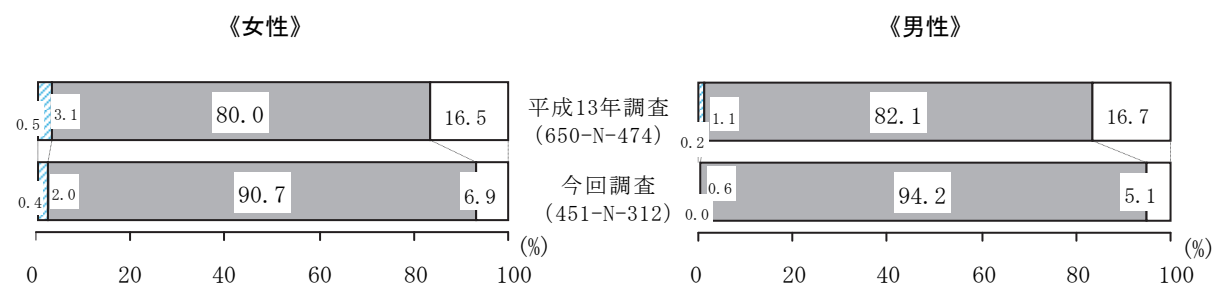 《女性》
《男性》
0.5 3.1 80.0 16.5 平成13年調査 0.2 1.1 82.1 16.7
(650-N-474)
0.4 2.0 90.7 6.9 今回調査 0.0 0.6 94.2 5.1
(451-N-312)
0 20 40 60 80 100 (%)
0 20 40 60 80 100 (%)